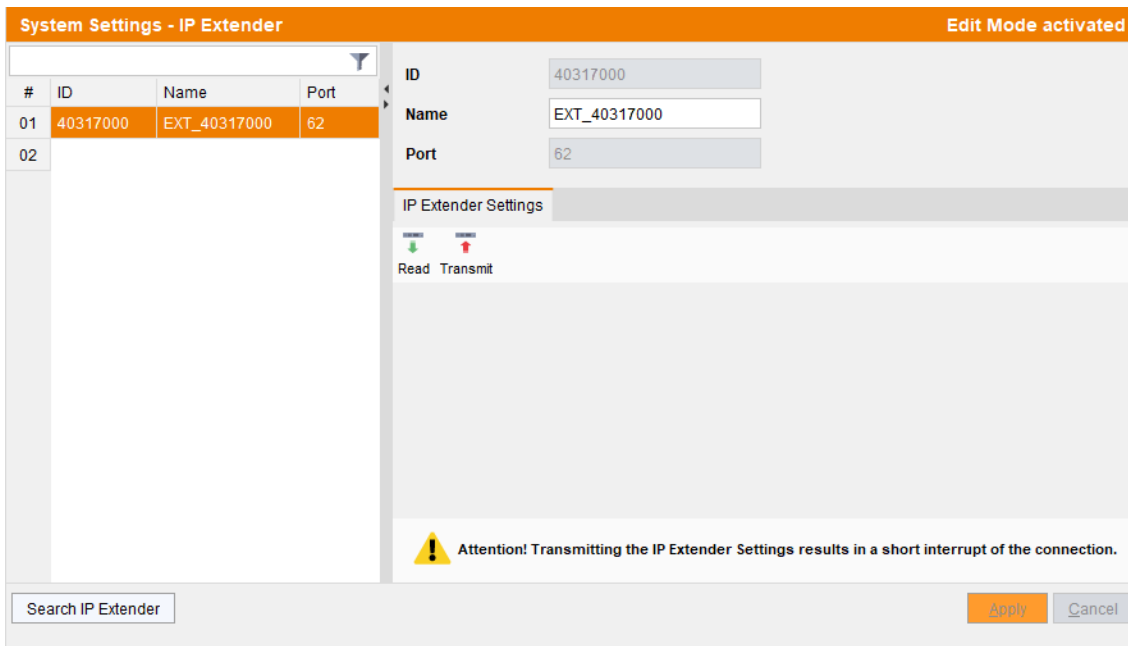 System Settings - IP Extender
Edit Mode activated
# ID Name Port
01 40317000 EXT_40317000 62
02
ID 40317000
Name EXT_40317000
Port 62
IP Extender Settings
Read Transmit
Attention! Transmitting the IP Extender Settings results in a short interrupt of the connection.
Search IP Extender
Apply Cancel